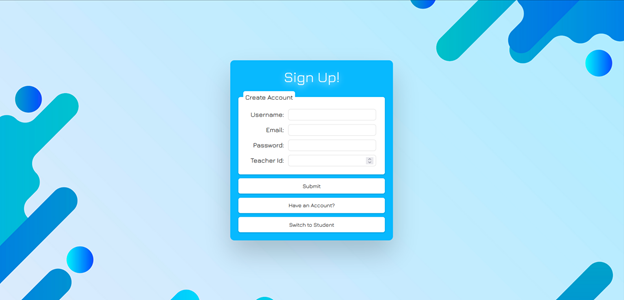 Sign Up!
Create Account
Username:
Email:
Password:
Teacher Id:
Submit
Have an Account?
Switch to Student